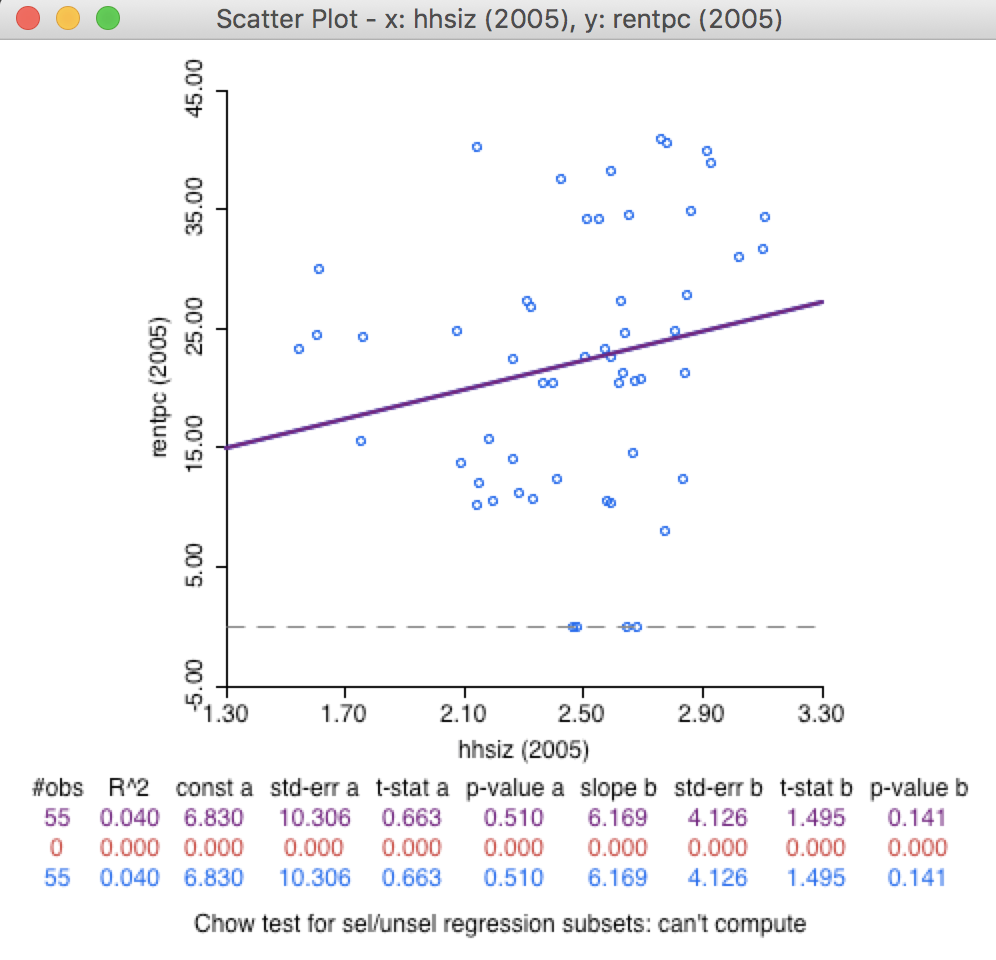 Scatter Plot - x: hhsiz (2005), y: rentpc (2005)
45.00
35.00
25.00
15.00
5.00
-5.00
rentpc (2005)
1.30 1.70 2.10 2.50 2.90 3.30
hhsiz (2005)
#obs R^2 const a std-err a t-stat a p-value a slope b std-err b t-stat b p-value b
55 0.040 6.830 10.306 0.663 0.510 6.169 4.126 1.495 0.141
0 0.000 0.000 0.000 0.000 0.000 0.000 0.000 0.000 0.000
55 0.040 6.830 10.306 0.663 0.510 6.169 4.126 1.495 0.141
Chow test for sel/unsel regression subsets: can't compute